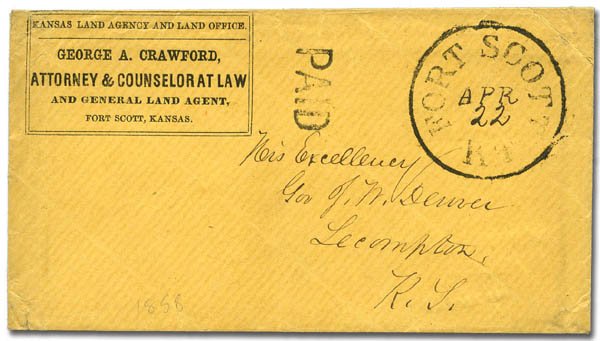 KANSAS LAND AGENCY AND LAND OFFICE.
GEORGE A. CRAWFORD,
ATTORNEY & COUNSELOR AT LAW
AND GENERAL LAND AGENT,
FORT SCOTT, KANSAS.
PAID
FORT SCOTT
APR
22
KT
His Excellency
Gov J. W. Denver
Lecompton,
K. T.
1858